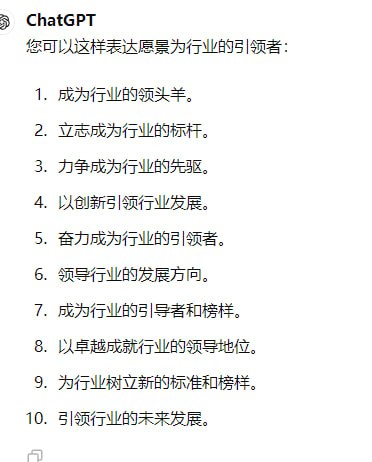 ChatGPT
您可以这样表达愿景为行业的引领者：
1. 成为行业的领头羊。
2. 立志成为行业的标杆。
3. 力争成为行业的先驱。
4. 以创新引领行业发展。
5. 奋力成为行业的引领者。
6. 领导行业的发展方向。
7. 成为行业的引导者和榜样。
8. 以卓越成就行业的领导地位。
9. 为行业树立新的标准和榜样。
10. 引领行业的未来发展。